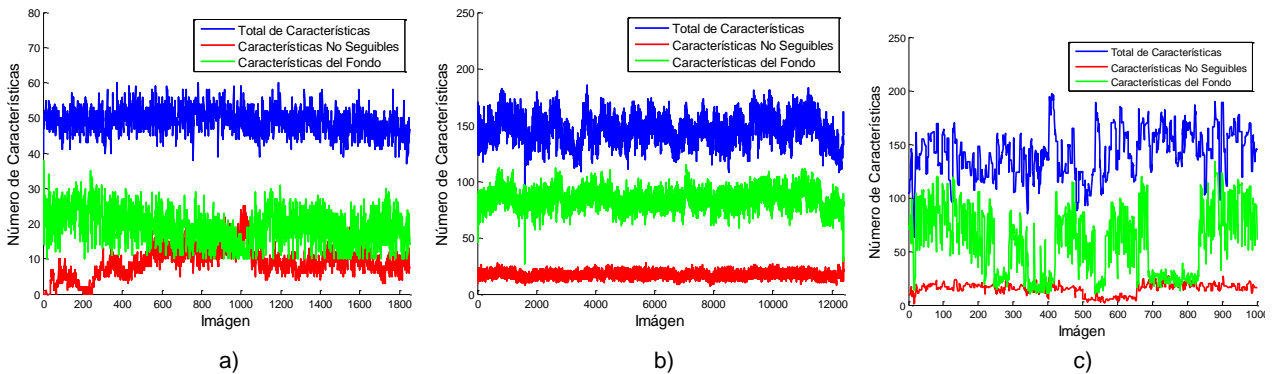 80
70
60
50
40
30
20
10
0
Número de Características
0 200 400 600 800 1000 1200 1400 1600 1800
Imágen
Total de Características
Características No Seguibles
Características del Fondo
a)
250
200
150
100
50
0
Número de Características
2000 4000 6000 8000 10000 12000
Imágen
Total de Características
Características No Seguibles
Características del Fondo
b)
250
200
150
100
50
0
Número de Características
0 100 200 300 400 500 600 700 800 900 1000
Imágen
Total de Características
Características No Seguibles
Características del Fondo
c)